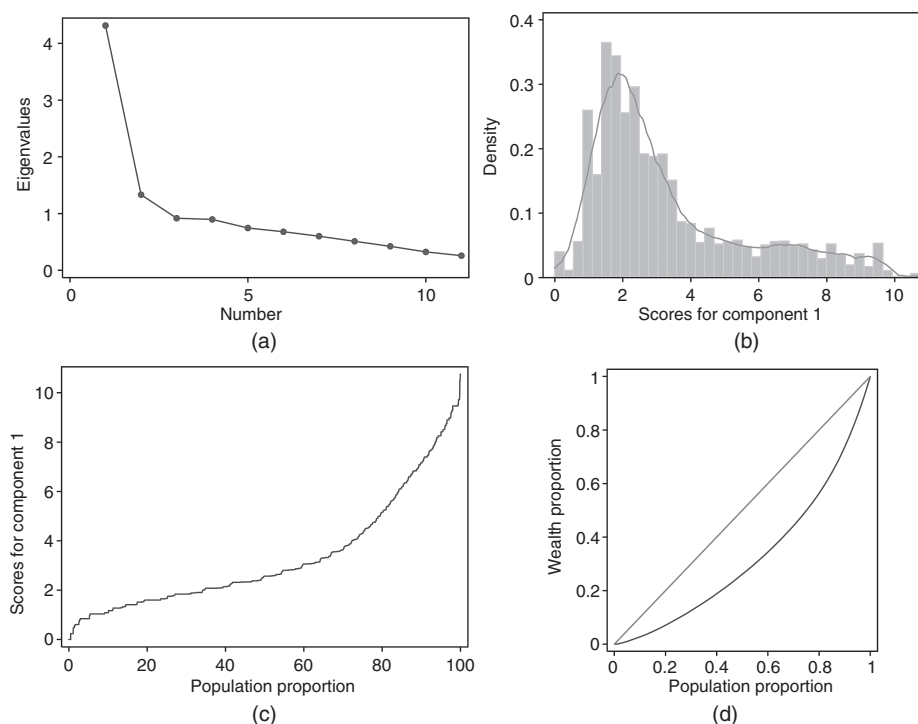 4
3
2
1
0
Eigenvalues
0 5 10
Number
(a)
0.4
0.3
0.2
0.1
0
Density
0 2 4 6 8 10
Scores for component 1
(b)
10
8
6
4
2
0
Scores for component 1
0 20 40 60 80 100
Population proportion
(c)
1
0.8
0.6
0.4
0.2
0
Wealth proportion
0 0.2 0.4 0.6 0.8 1
Population proportion
(d)